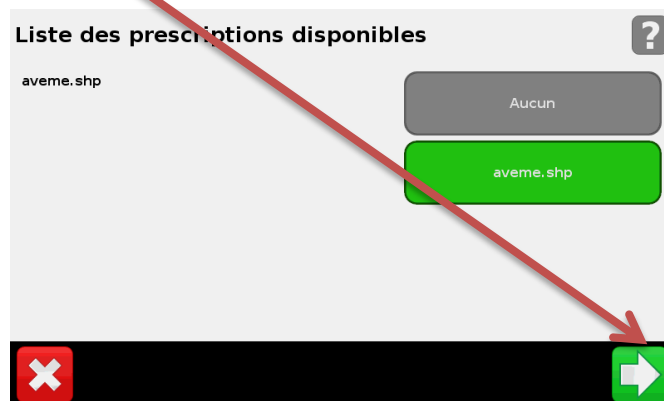 Liste des prescriptions disponibles
?
aveme.shp
Aucun
aveme.shp